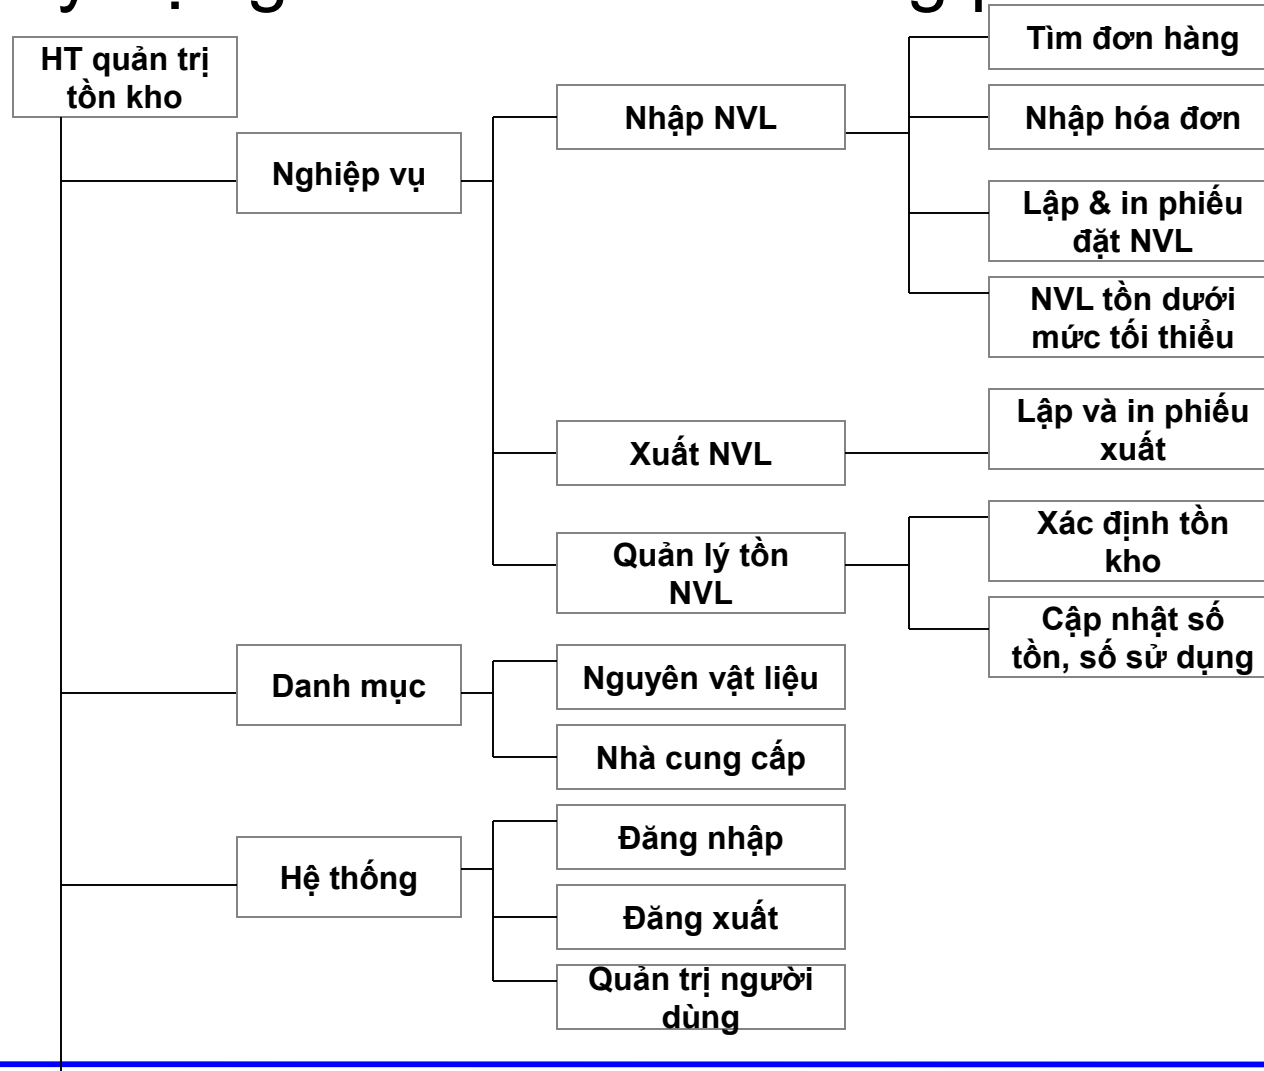 HT quản trị
tồn kho
Nghiệp vụ
Nhập NVL
Tìm đơn hàng
Nhập hóa đơn
Lập & in phiếu
đặt NVL
NVL tồn dưới
mức tối thiểu
Xuất NVL
Lập và in phiếu
xuất
Quản lý tồn
NVL
Xác định tồn
kho
Cập nhật số
tồn, số sử dụng
Danh mục
Nguyên vật liệu
Nhà cung cấp
Hệ thống
Đăng nhập
Đăng xuất
Quản trị người
dùng